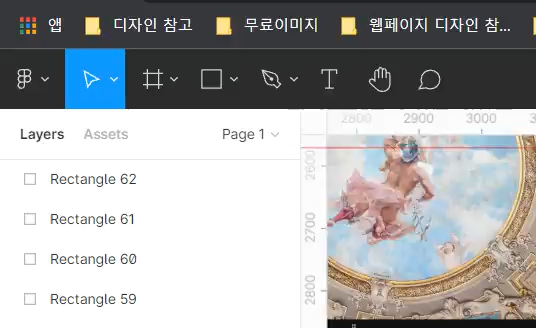 앱 디자인 참고 무료이미지 웹페이지 디자인 참...
Layers Assets Page 1
2800 2900 3000
Rectangle 62
2600
Rectangle 61
2700
Rectangle 60
2800
Rectangle 59